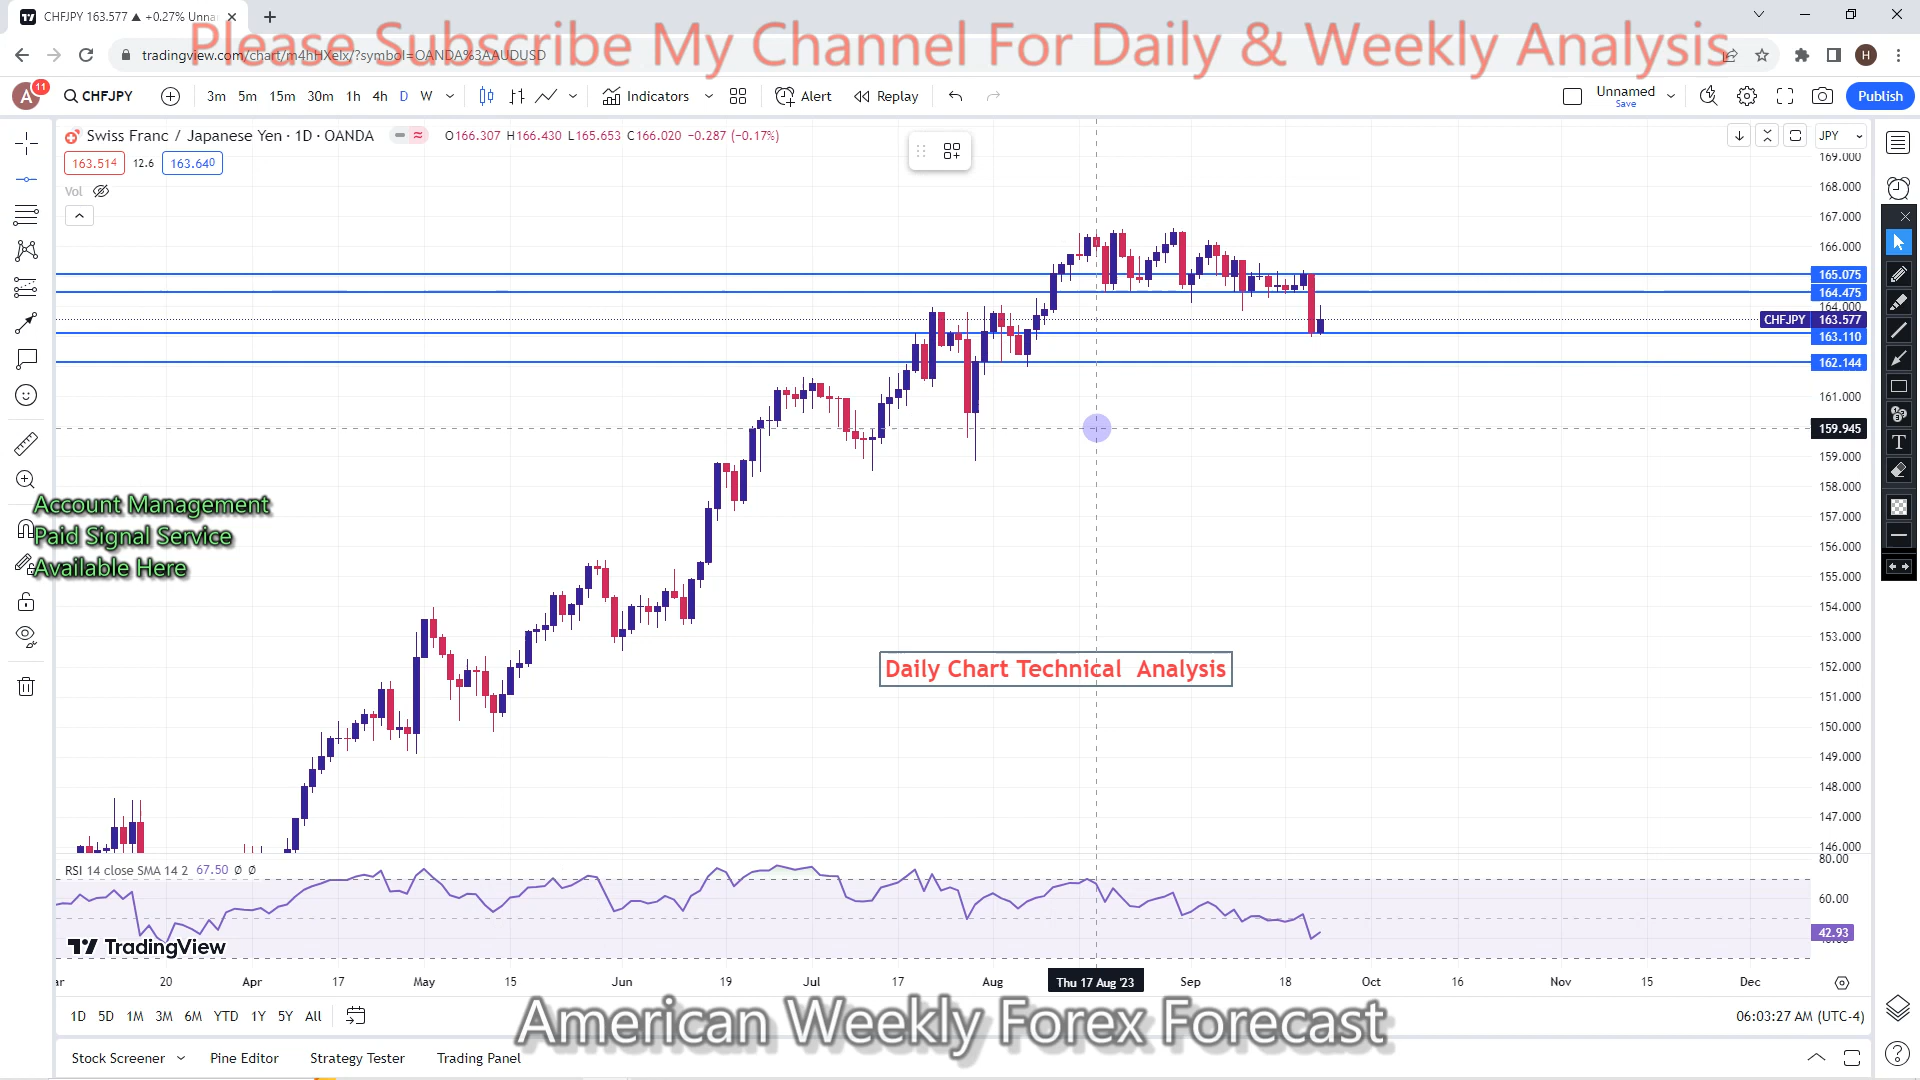 CHFJPY 163.577 ▲ +0.27% Unna
Please Subscribe My Channel For Daily & Weekly Analysis
tradingview.com/chart/m4hHXelx/?symbol=OANDA%3AAUDUSD
H
A 11
CHFJPY 3m 5m 15m 30m 1h 4h D W Indicators Alert Replay Unnamed Save Publish
Swiss Franc / Japanese Yen · 1D · OANDA O166.307 H166.430 L165.653 C166.020 −0.287 (−0.17%)
JPY
163.514 12.6 163.640
Vol
169.000
168.000
167.000
166.000
165.075
164.475
164.000
CHFJPY 163.577
163.110
162.144
161.000
159.945
159.000
158.000
157.000
156.000
155.000
154.000
153.000
152.000
151.000
150.000
149.000
148.000
147.000
146.000
T
Account Management
Paid Signal Service
Available Here
Daily Chart Technical Analysis
RSI 14 close SMA 14 2 67.50 Ø Ø
80.00
60.00
42.93
TradingView
20 Apr 17 May 15 Jun 19 Jul 17 Aug Thu 17 Aug '23 Sep 18 Oct 16 Nov 15 Dec
1D 5D 1M 3M 6M YTD 1Y 5Y All
06:03:27 AM (UTC-4)
American Weekly Forex Forecast
Stock Screener Pine Editor Strategy Tester Trading Panel